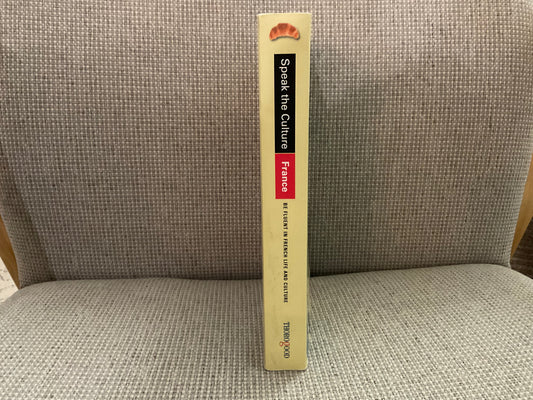 Speak the Culture
France
BE FLUENT IN FRENCH LIFE AND CULTURE
THOROGOOD